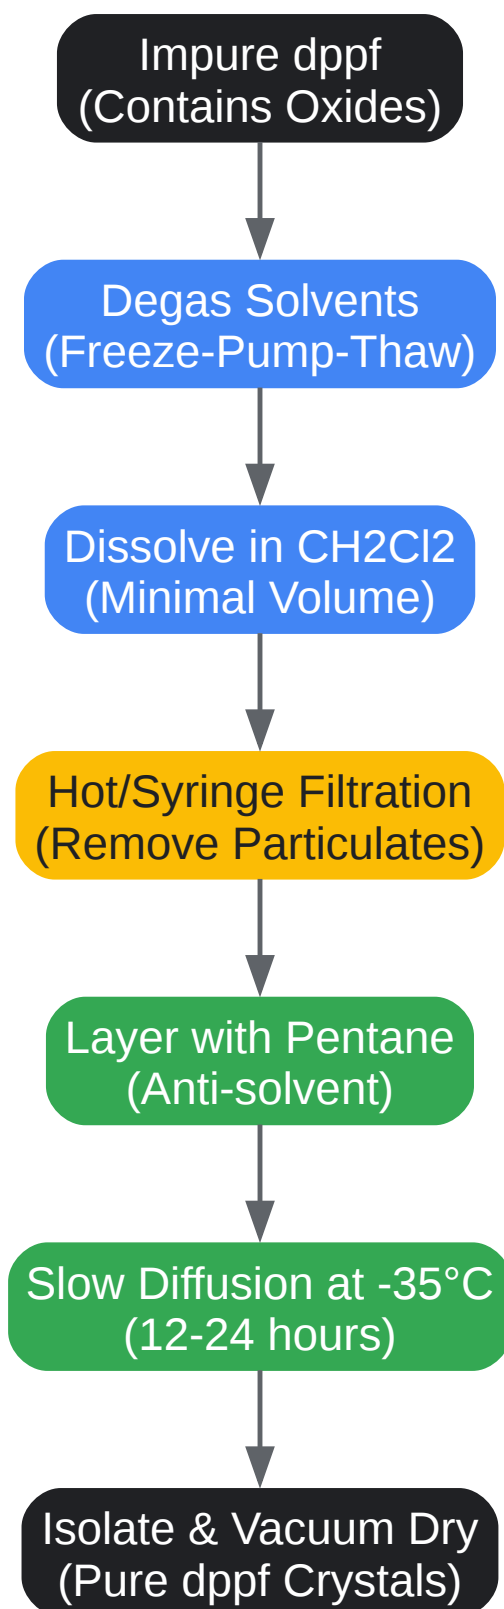 Impure dppf
(Contains Oxides)
Degas Solvents
(Freeze-Pump-Thaw)
Dissolve in CH2Cl2
(Minimal Volume)
Hot/Syringe Filtration
(Remove Particulates)
Layer with Pentane
(Anti-solvent)
Slow Diffusion at -35°C
(12-24 hours)
Isolate & Vacuum Dry
(Pure dppf Crystals)